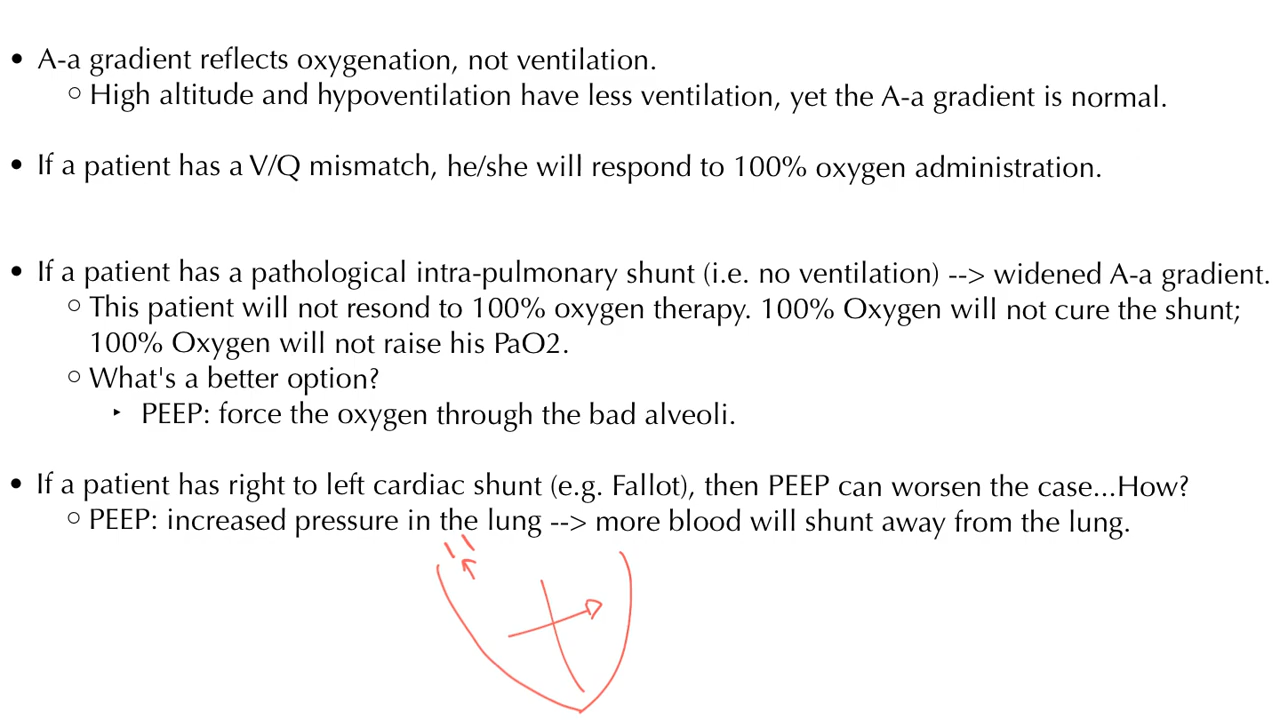 • A-a gradient reflects oxygenation, not ventilation.
○ High altitude and hypoventilation have less ventilation, yet the A-a gradient is normal.
• If a patient has a V/Q mismatch, he/she will respond to 100% oxygen administration.
• If a patient has a pathological intra-pulmonary shunt (i.e. no ventilation) --> widened A-a gradient.
○ This patient will not resond to 100% oxygen therapy. 100% Oxygen will not cure the shunt;
100% Oxygen will not raise his PaO2.
○ What's a better option?
‣ PEEP: force the oxygen through the bad alveoli.
• If a patient has right to left cardiac shunt (e.g. Fallot), then PEEP can worsen the case...How?
○ PEEP: increased pressure in the lung --> more blood will shunt away from the lung.